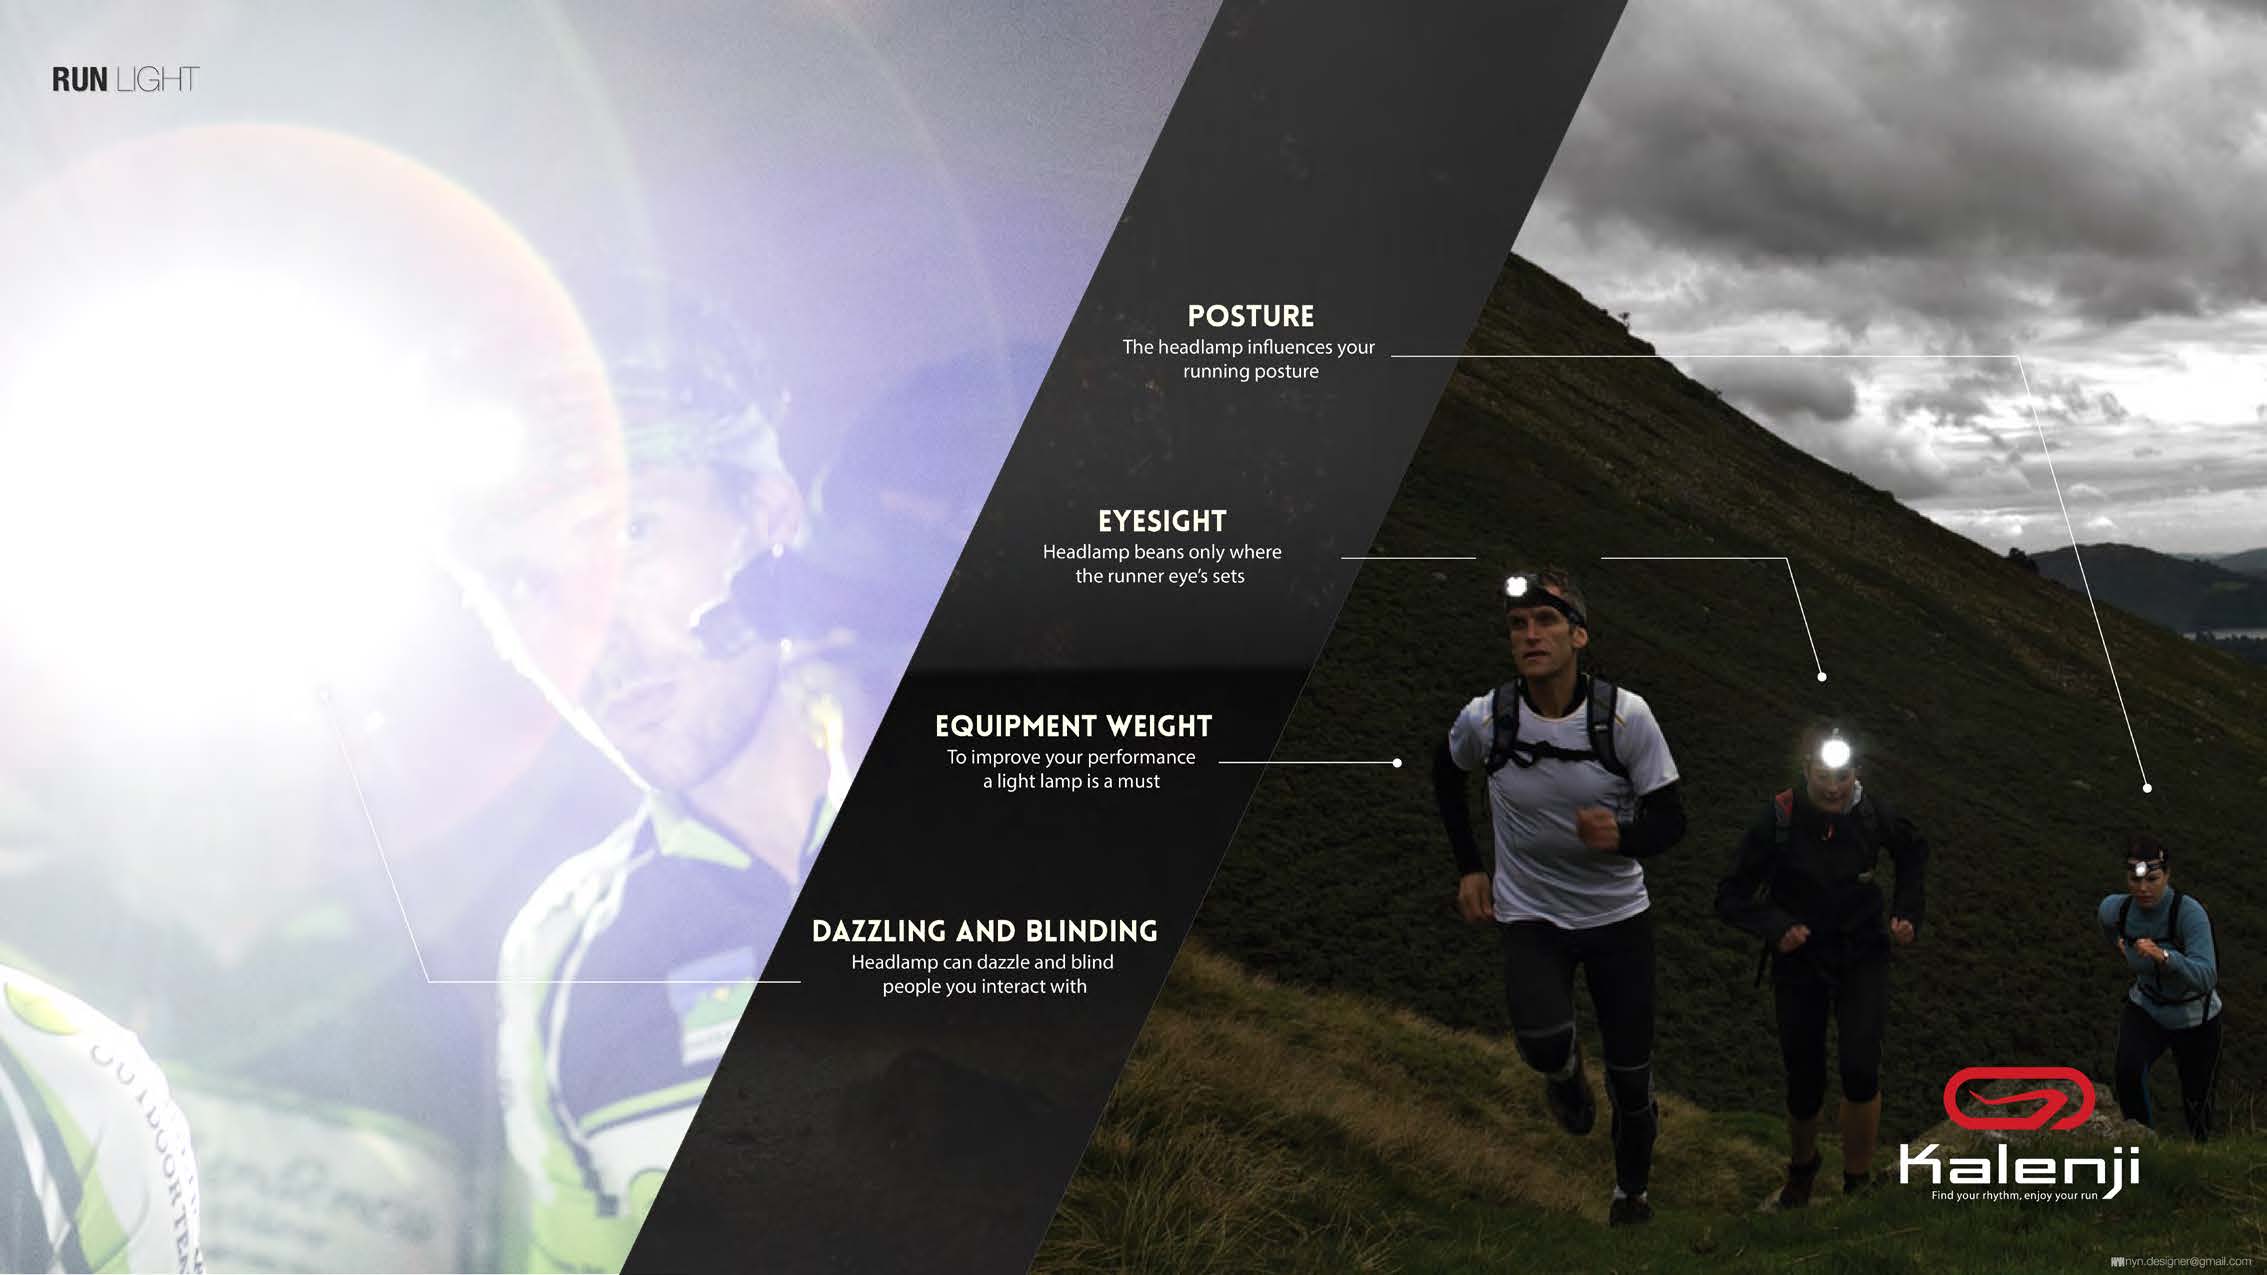 RUN LIGHT
POSTURE
The headlamp influences your
running posture
EYESIGHT
Headlamp beans only where
the runner eye's sets
EQUIPMENT WEIGHT
To improve your performance
a light lamp is a must
DAZZLING AND BLINDING
Headlamp can dazzle and blind
people you interact with
OUTDOOR TEAM
Kalenji
Find your rhythm, enjoy your run
nyn.designer@gmail.com